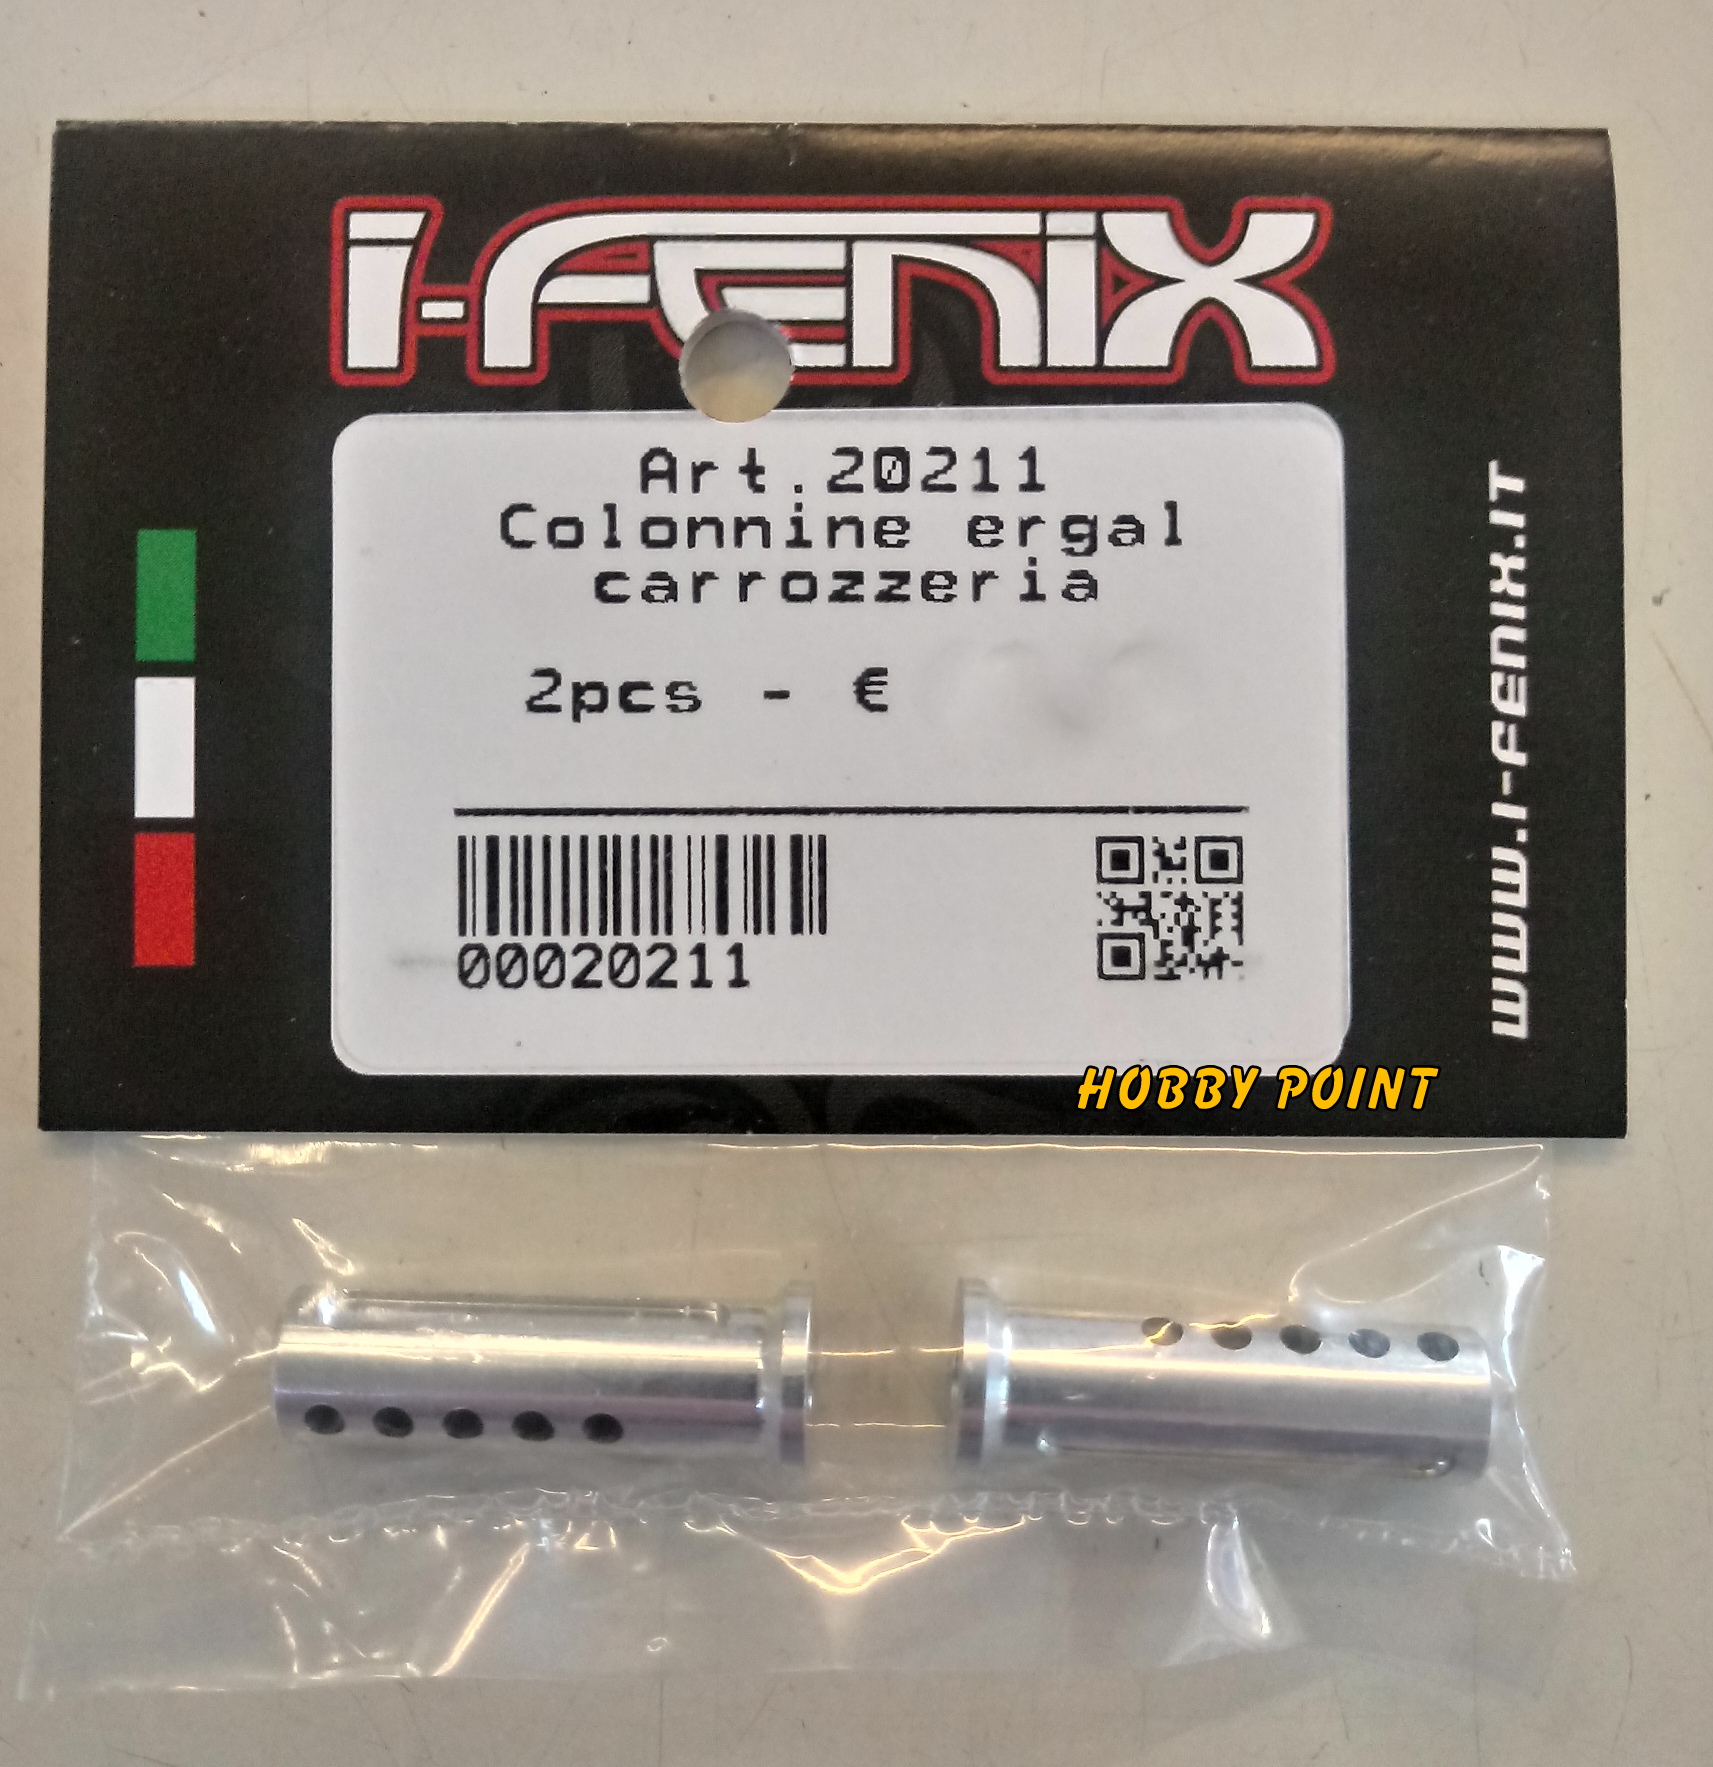 i-FENIX
Art.20211
Colonnine ergal
carrozzeria
2pcs - €
00020211
WWW.I-FENIX.IT
HOBBY POINT